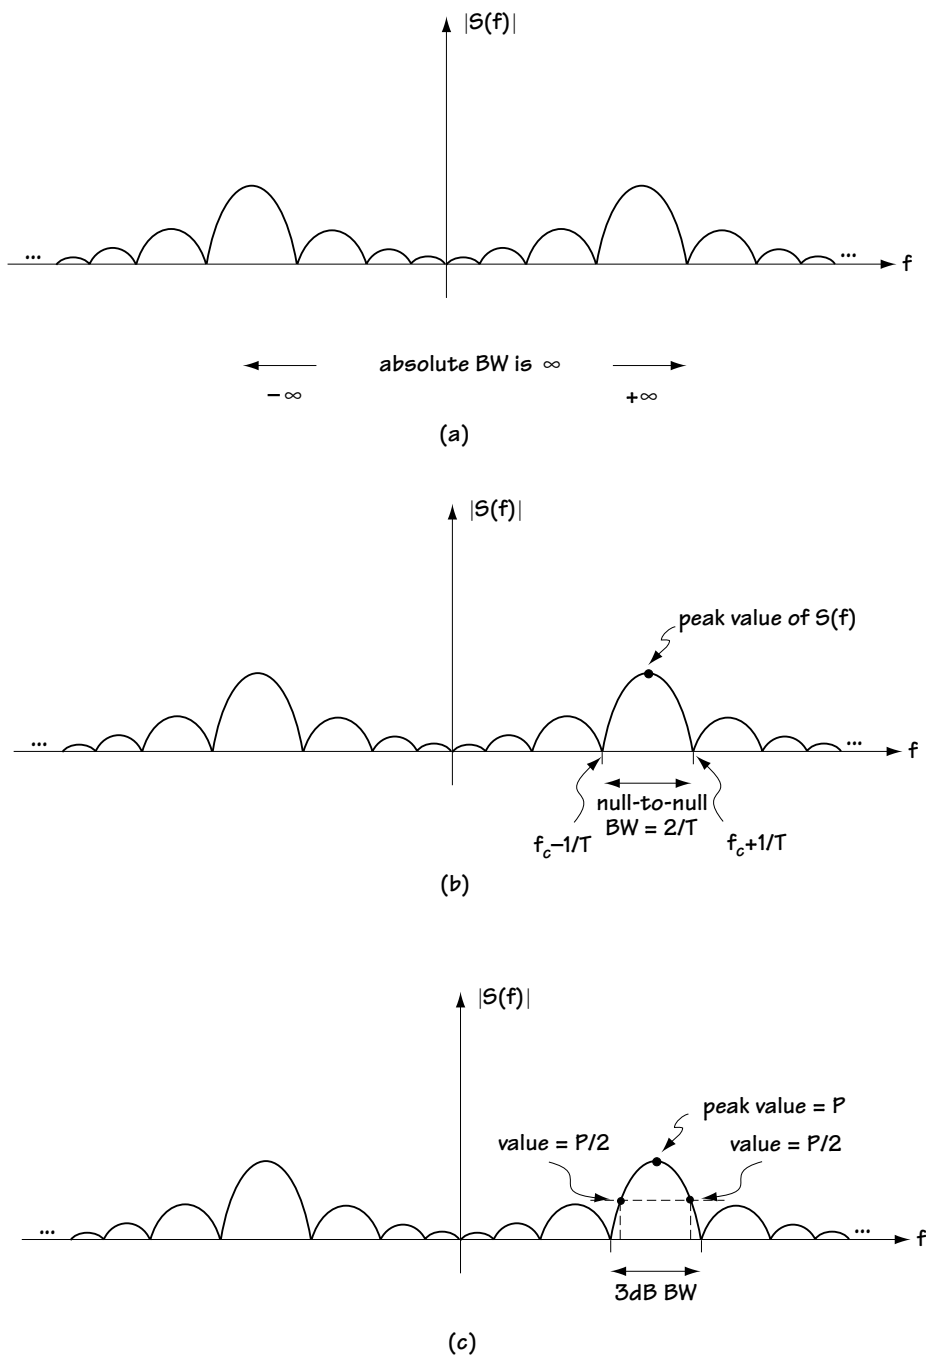 |S(f)|
... ... f
absolute BW is ∞
−∞ +∞
(a)
|S(f)|
peak value of S(f)
... ... f
null-to-null
BW = 2/T
f_c−1/T f_c+1/T
(b)
|S(f)|
peak value = P
value = P/2 value = P/2
... ... f
3dB BW
(c)